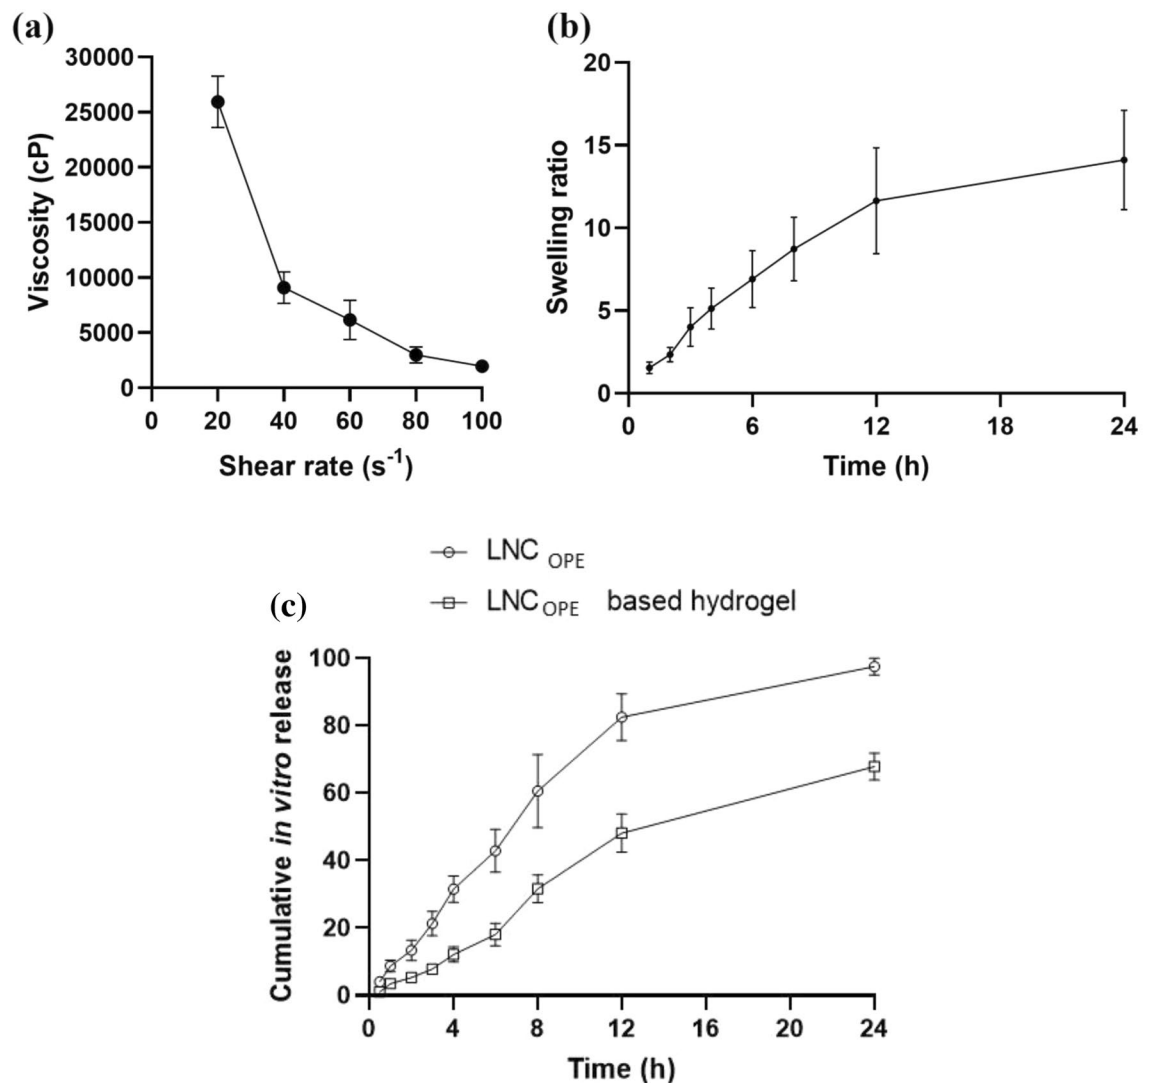 (a)
30000
25000
20000
15000
10000
5000
0
Viscosity (cP)
0 20 40 60 80 100
Shear rate (s⁻¹)
(b)
20
15
10
5
0
Swelling ratio
0 6 12 18 24
Time (h)
LNC OPE
LNC OPE based hydrogel
(c)
100
80
60
40
20
0
Cumulative in vitro release
0 4 8 12 16 20 24
Time (h)